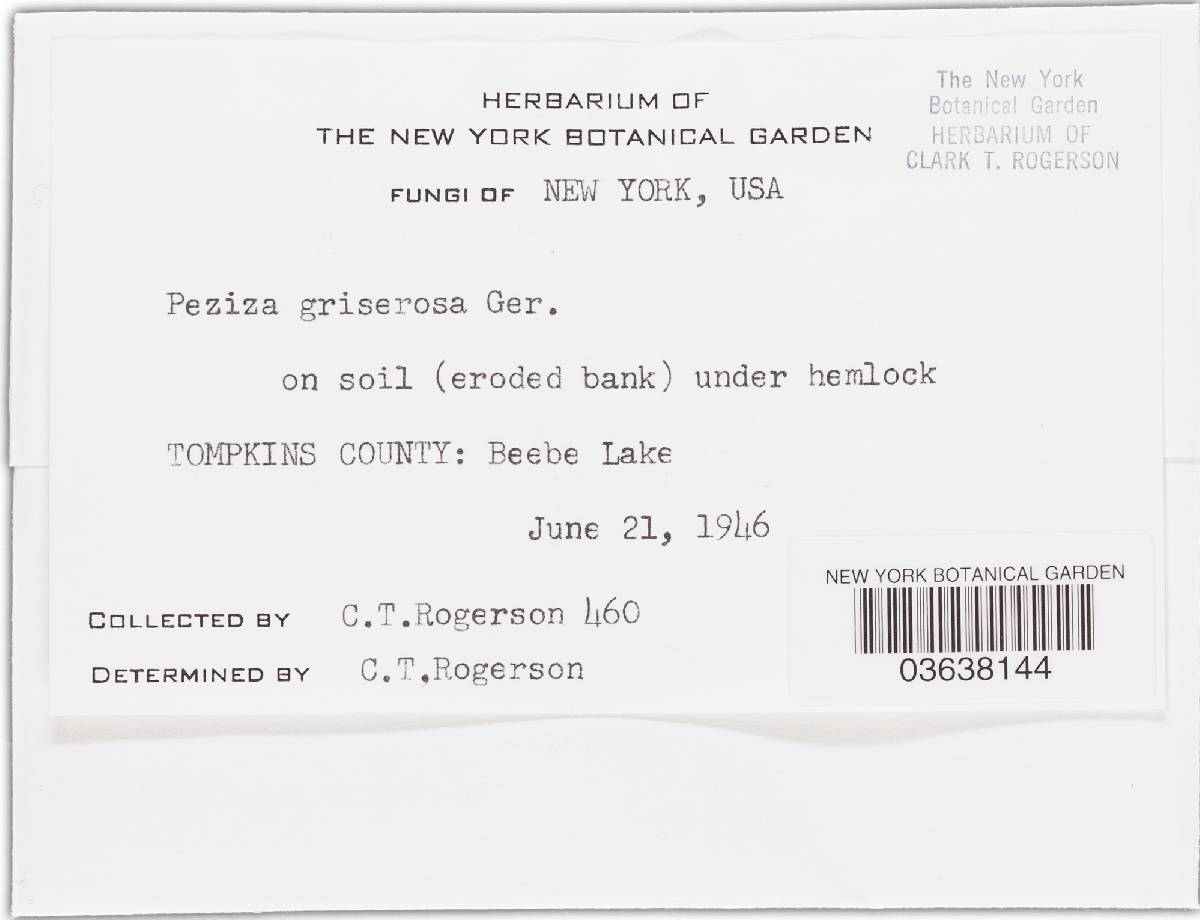 HERBARIUM OF
THE NEW YORK BOTANICAL GARDEN
FUNGI OF NEW YORK, USA
The New York
Botanical Garden
HERBARIUM OF
CLARK T. ROGERSON
Peziza griserosa Ger.
on soil (eroded bank) under hemlock
TOMPKINS COUNTY: Beebe Lake
June 21, 1946
COLLECTED BY C.T.Rogerson 460
DETERMINED BY C.T.Rogerson
NEW YORK BOTANICAL GARDEN
03638144